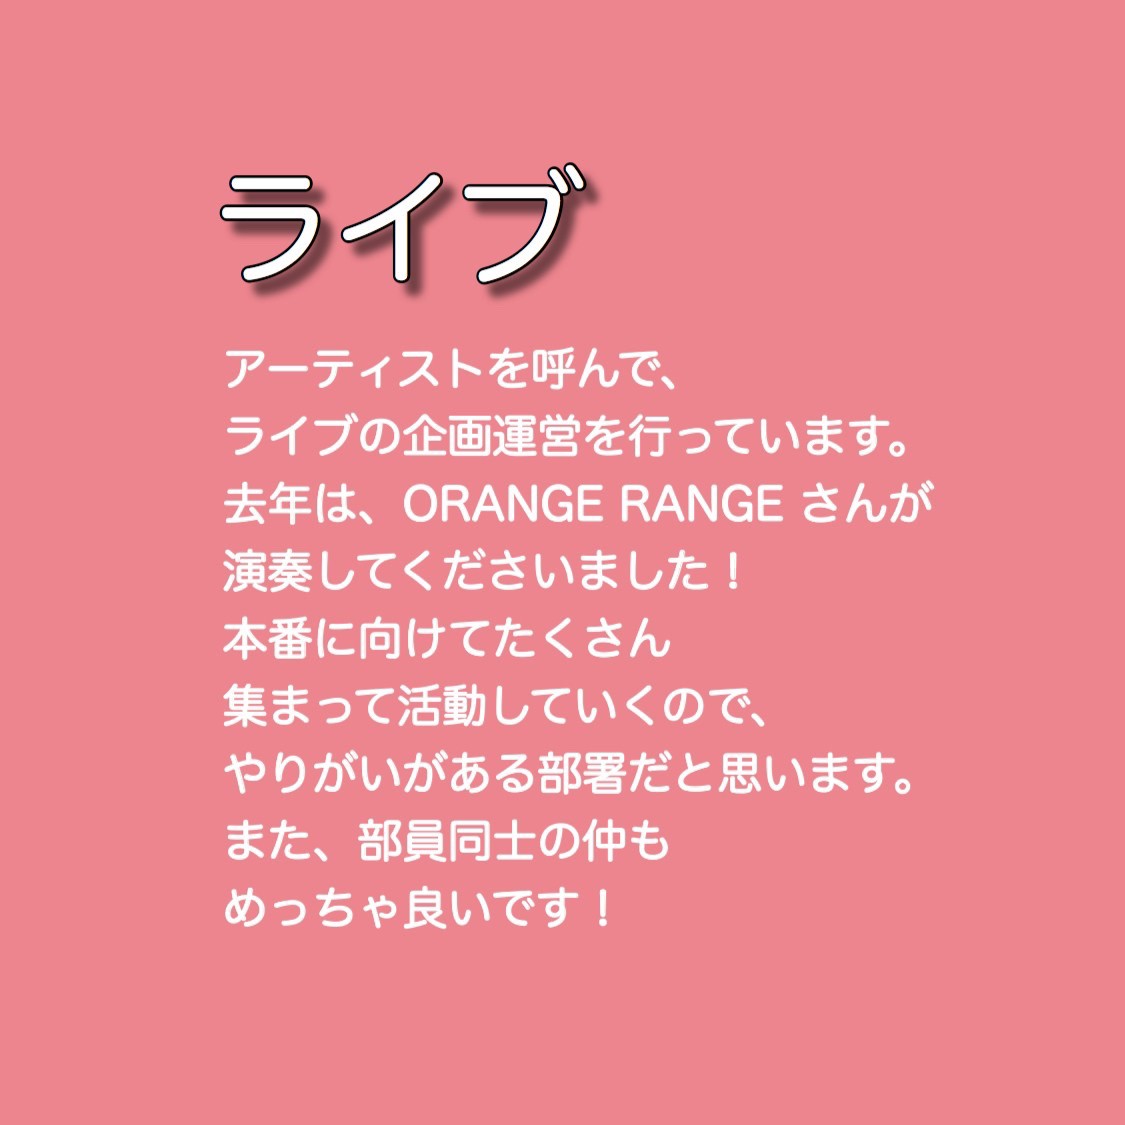 ライブ
アーティストを呼んで、
ライブの企画運営を行っています。
去年は、ORANGE RANGE さんが
演奏してくださいました！
本番に向けてたくさん
集まって活動していくので、
やりがいがある部署だと思います。
また、部員同士の仲も
めっちゃ良いです！